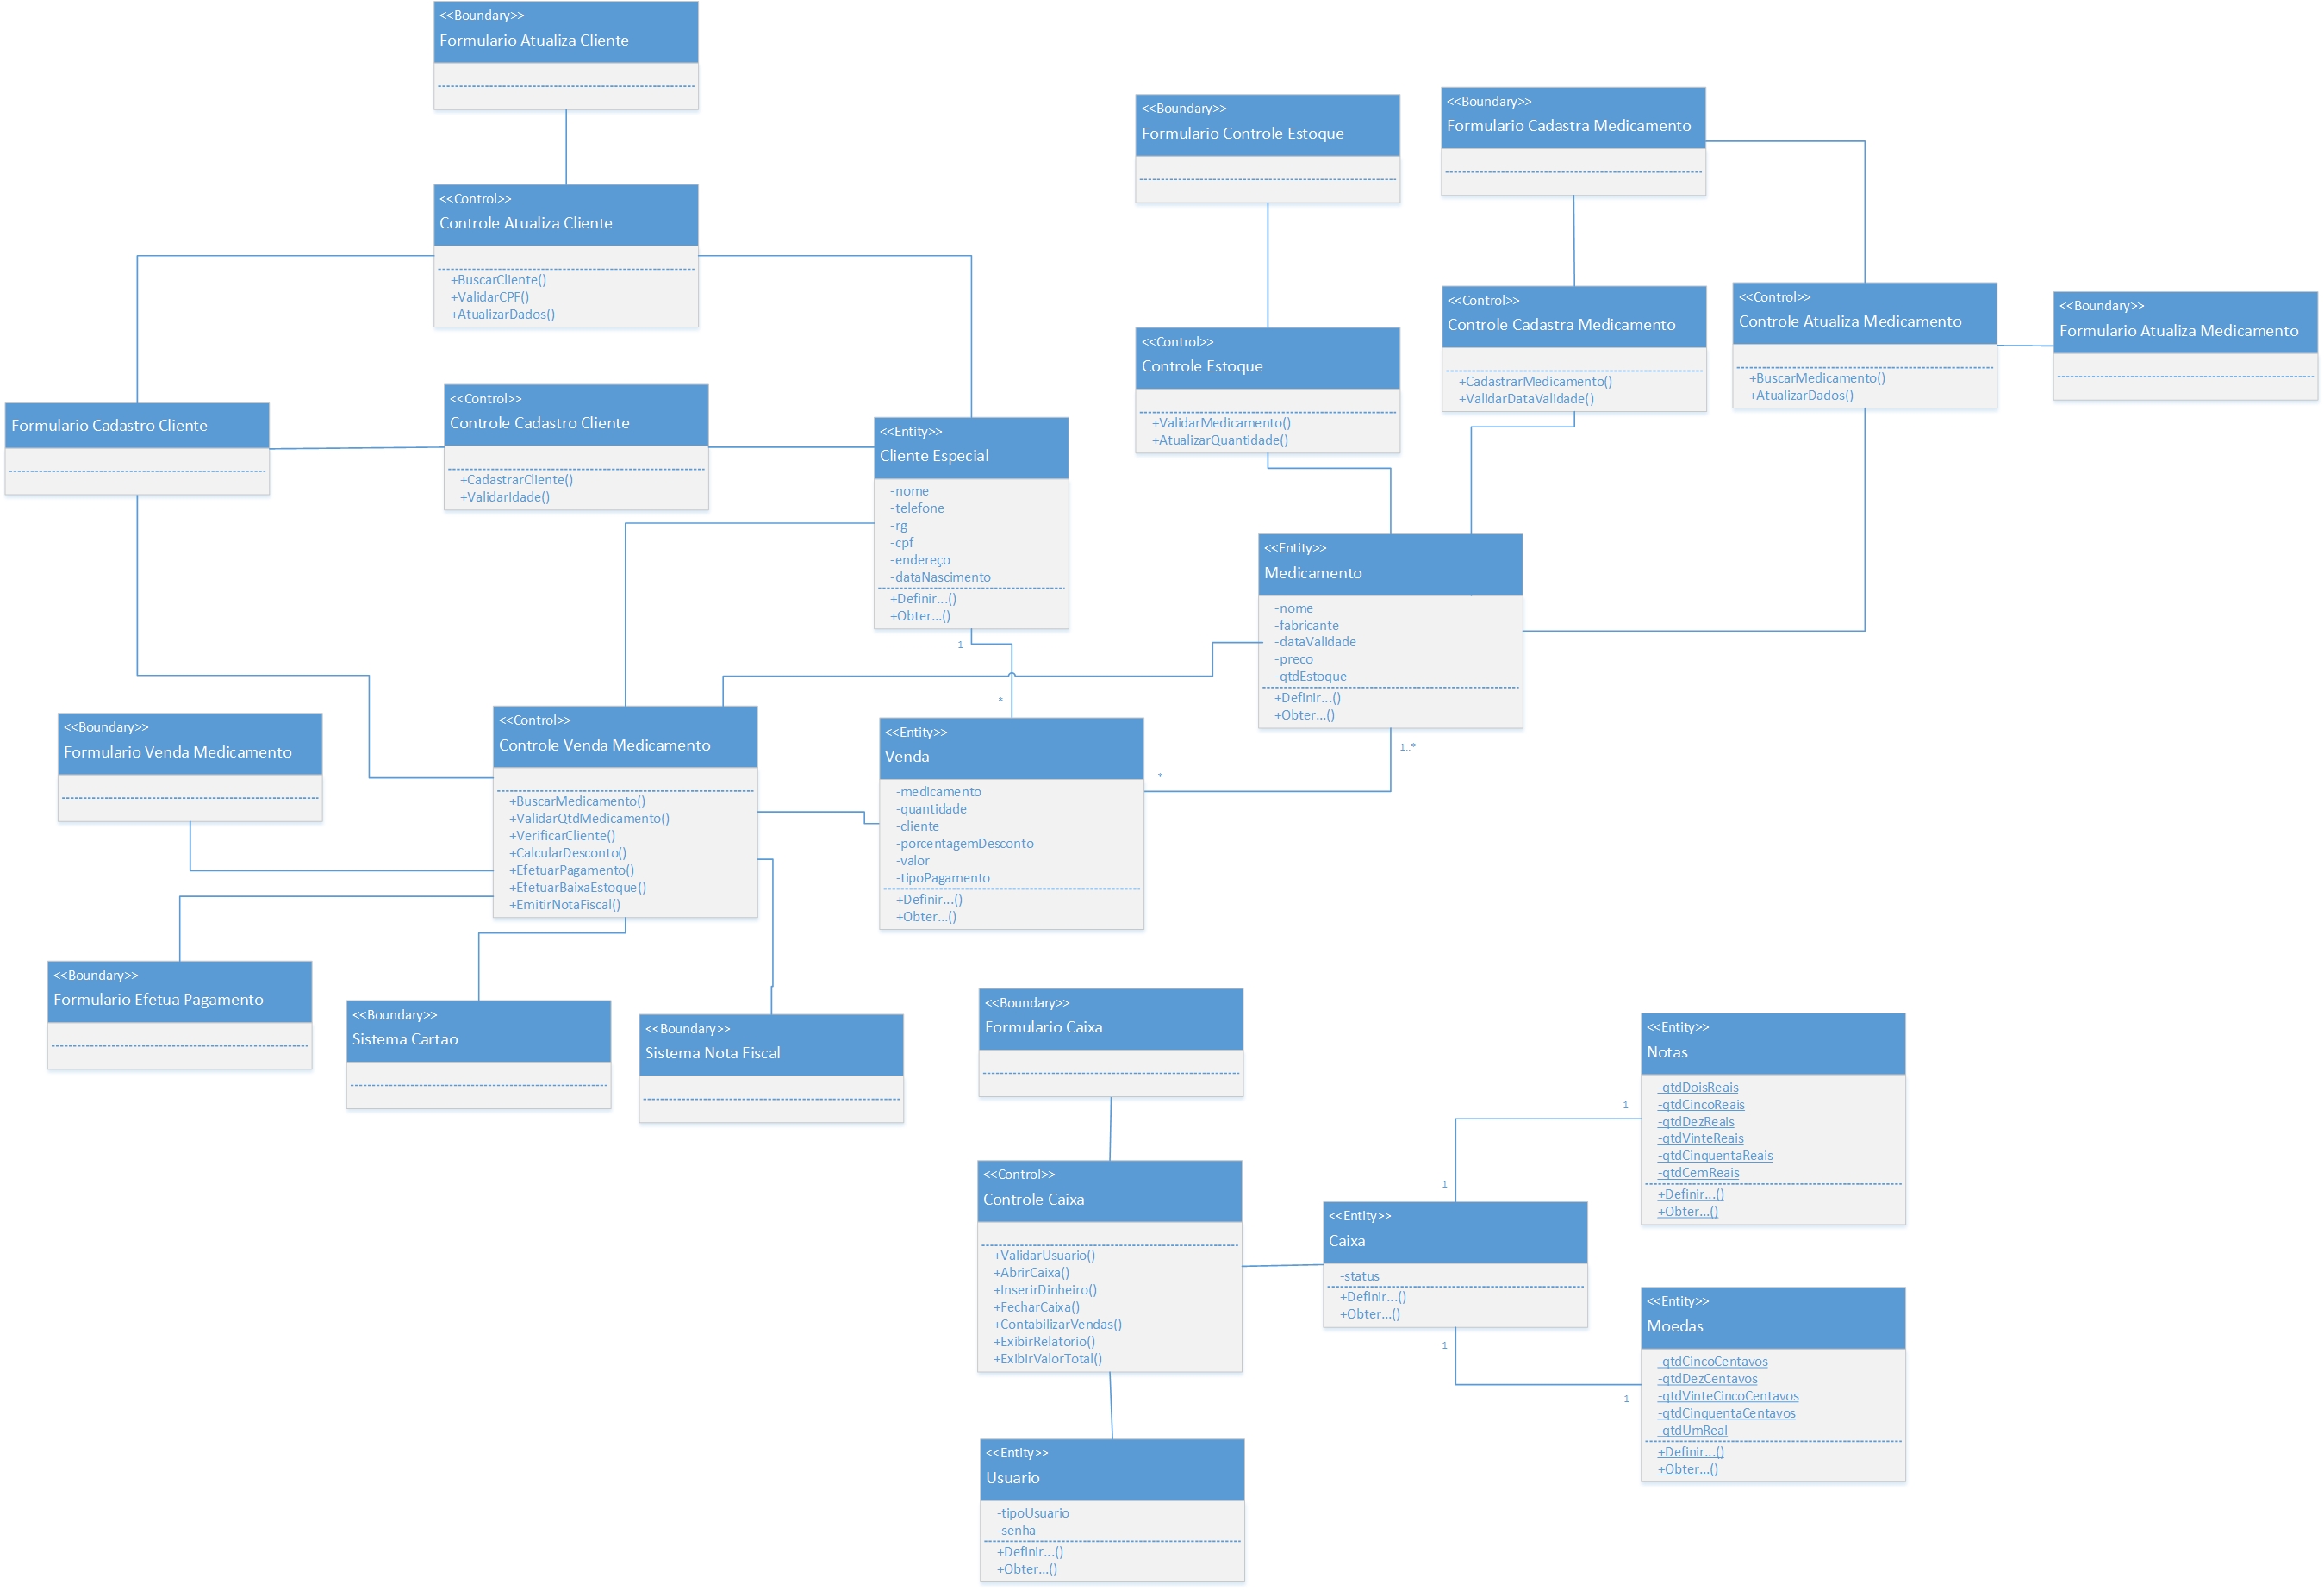 <<Boundary>>
Formulario Atualiza Cliente
<<Boundary>>
Formulario Controle Estoque
<<Boundary>>
Formulario Cadastra Medicamento
<<Control>>
Controle Atualiza Cliente
+BuscarCliente()
+ValidarCPF()
+AtualizarDados()
<<Control>>
Controle Estoque
+ValidarMedicamento()
+AtualizarQuantidade()
<<Control>>
Controle Cadastra Medicamento
+CadastrarMedicamento()
+ValidarDataValidade()
<<Control>>
Controle Atualiza Medicamento
+BuscarMedicamento()
+AtualizarDados()
<<Boundary>>
Formulario Atualiza Medicamento
Formulario Cadastro Cliente
<<Control>>
Controle Cadastro Cliente
+CadastrarCliente()
+ValidarIdade()
<<Entity>>
Cliente Especial
-nome
-telefone
-rg
-cpf
-endereço
-dataNascimento
+Definir...()
+Obter...()
1
*
<<Entity>>
Medicamento
-nome
-fabricante
-dataValidade
-preco
-qtdEstoque
+Definir...()
+Obter...()
1..*
*
<<Boundary>>
Formulario Venda Medicamento
<<Control>>
Controle Venda Medicamento
+BuscarMedicamento()
+ValidarQtdMedicamento()
+VerificarCliente()
+CalcularDesconto()
+EfetuarPagamento()
+EfetuarBaixaEstoque()
+EmitirNotaFiscal()
<<Entity>>
Venda
-medicamento
-quantidade
-cliente
-porcentagemDesconto
-valor
-tipoPagamento
+Definir...()
+Obter...()
<<Boundary>>
Formulario Efetua Pagamento
<<Boundary>>
Sistema Cartao
<<Boundary>>
Sistema Nota Fiscal
<<Boundary>>
Formulario Caixa
<<Control>>
Controle Caixa
+ValidarUsuario()
+AbrirCaixa()
+InserirDinheiro()
+FecharCaixa()
+ContabilizarVendas()
+ExibirRelatorio()
+ExibirValorTotal()
<<Entity>>
Caixa
-status
+Definir...()
+Obter...()
1
1
1
1
<<Entity>>
Notas
-qtdDoisReais
-qtdCincoReais
-qtdDezReais
-qtdVinteReais
-qtdCinquentaReais
-qtdCemReais
+Definir...()
+Obter...()
<<Entity>>
Moedas
-qtdCincoCentavos
-qtdDezCentavos
-qtdVinteCincoCentavos
-qtdCinquentaCentavos
-qtdUmReal
+Definir...()
+Obter...()
<<Entity>>
Usuario
-tipoUsuario
-senha
+Definir...()
+Obter...()